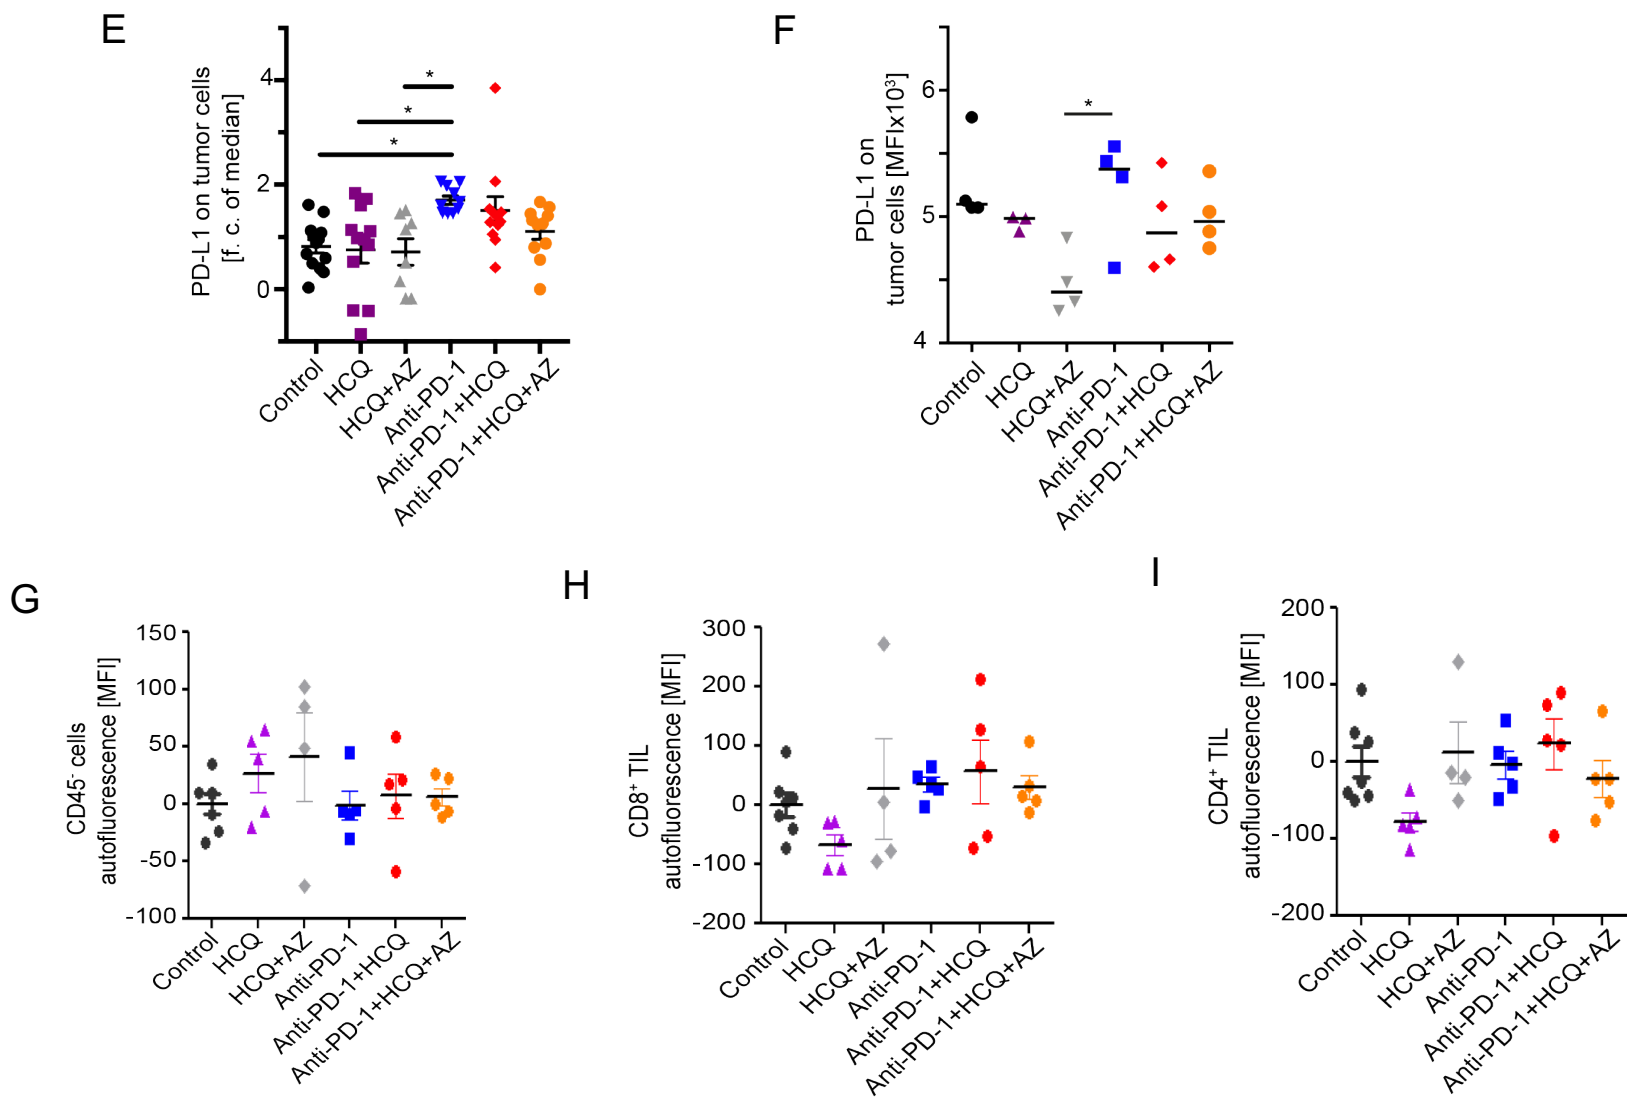 E
PD-L1 on tumor cells
[f. c. of median]
4
2
0
*
*
*
Control
HCQ
HCQ+AZ
Anti-PD-1
Anti-PD-1+HCQ
Anti-PD-1+HCQ+AZ
F
PD-L1 on
tumor cells [MFIx10³]
6
5
4
*
Control
HCQ
HCQ+AZ
Anti-PD-1
Anti-PD-1+HCQ
Anti-PD-1+HCQ+AZ
G
CD45⁻ cells
autofluorescence [MFI]
150
100
50
0
-50
-100
Control
HCQ
HCQ+AZ
Anti-PD-1
Anti-PD-1+HCQ
Anti-PD-1+HCQ+AZ
H
CD8⁺ TIL
autofluorescence [MFI]
300
200
100
0
-100
-200
Control
HCQ
HCQ+AZ
Anti-PD-1
Anti-PD-1+HCQ
Anti-PD-1+HCQ+AZ
I
CD4⁺ TIL
autofluorescence [MFI]
200
100
0
-100
-200
Control
HCQ
HCQ+AZ
Anti-PD-1
Anti-PD-1+HCQ
Anti-PD-1+HCQ+AZ